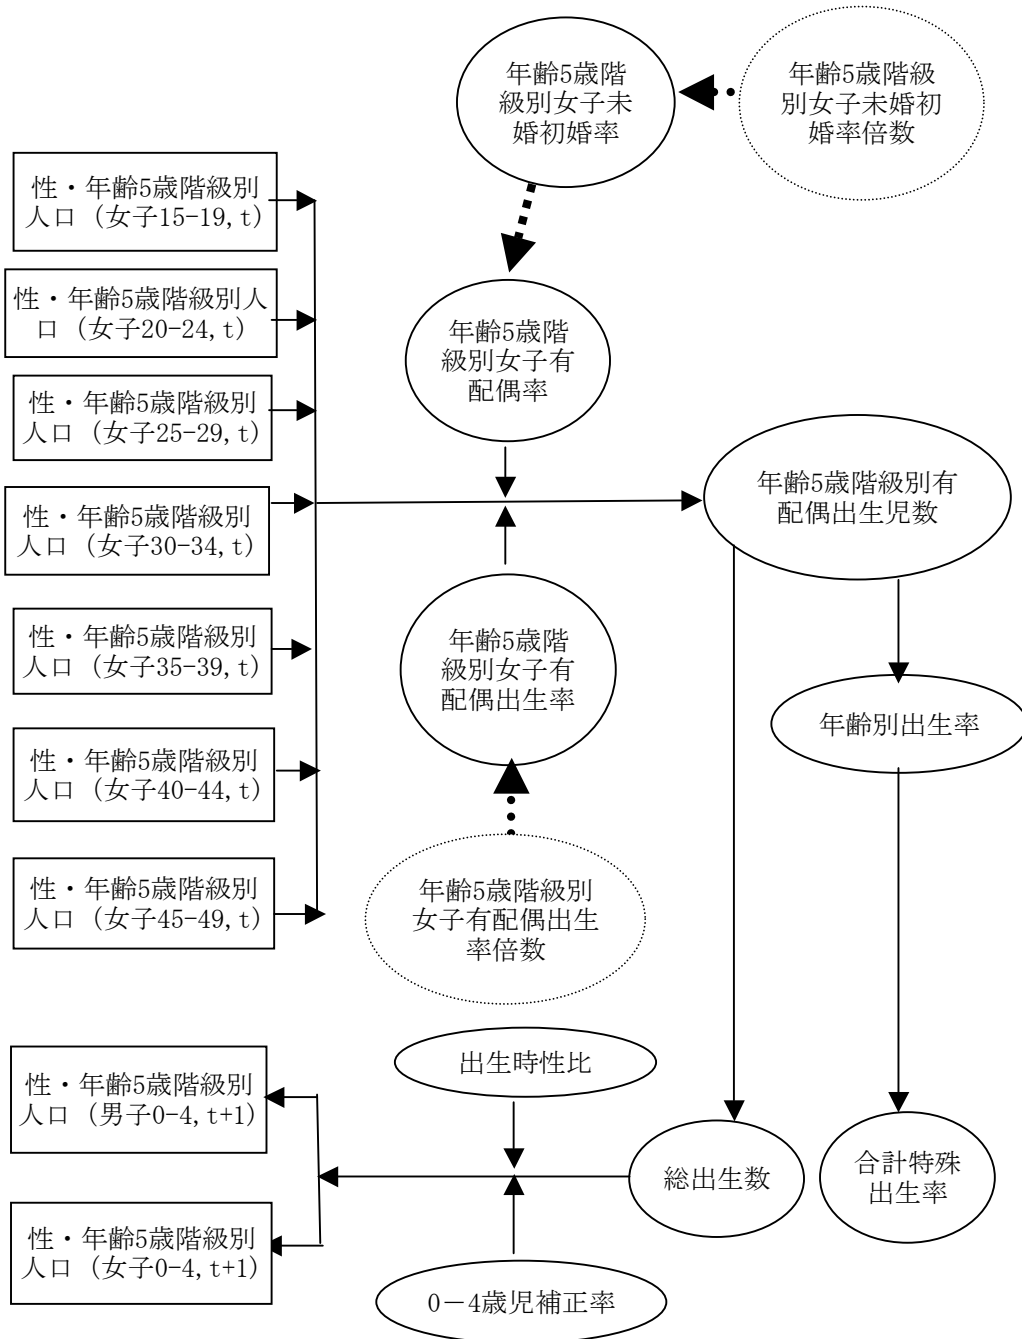 年齢5歳階
級別女子未
婚初婚率
年齢5歳階級
別女子未婚初
婚率倍数
性・年齢5歳階級別
人口（女子15-19,t）
性・年齢5歳階級別人
口（女子20-24,t）
年齢5歳階
級別女子有
配偶率
性・年齢5歳階級別
人口（女子25-29,t）
年齢5歳階級別有
配偶出生児数
性・年齢5歳階級別
人口（女子30-34,t）
性・年齢5歳階級別
人口（女子35-39,t）
年齢5歳階
級別女子有
配偶出生率
年齢別出生率
性・年齢5歳階級別
人口（女子40-44,t）
性・年齢5歳階級別
人口（女子45-49,t）
年齢5歳階級別
女子有配偶出生
率倍数
出生時性比
性・年齢5歳階級別
人口（男子0-4,t+1）
総出生数
合計特殊
出生率
性・年齢5歳階級別
人口（女子0-4,t+1）
0－4歳児補正率